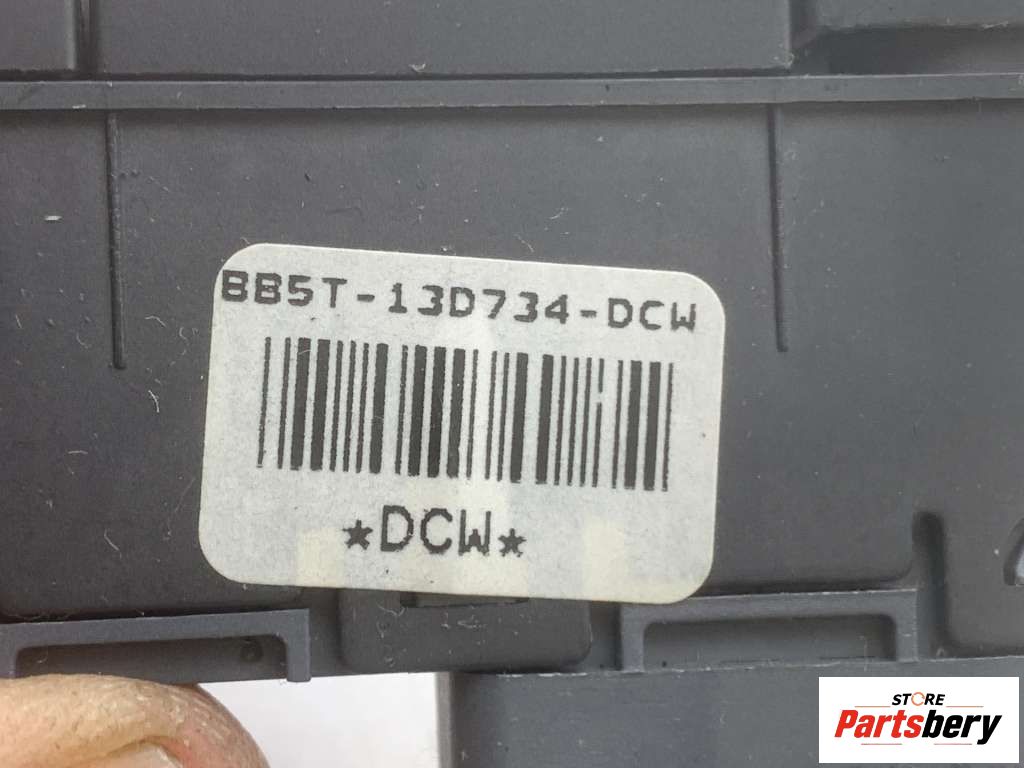 BB5T-13D734-DCW
*DCW*
STORE
Partsbery